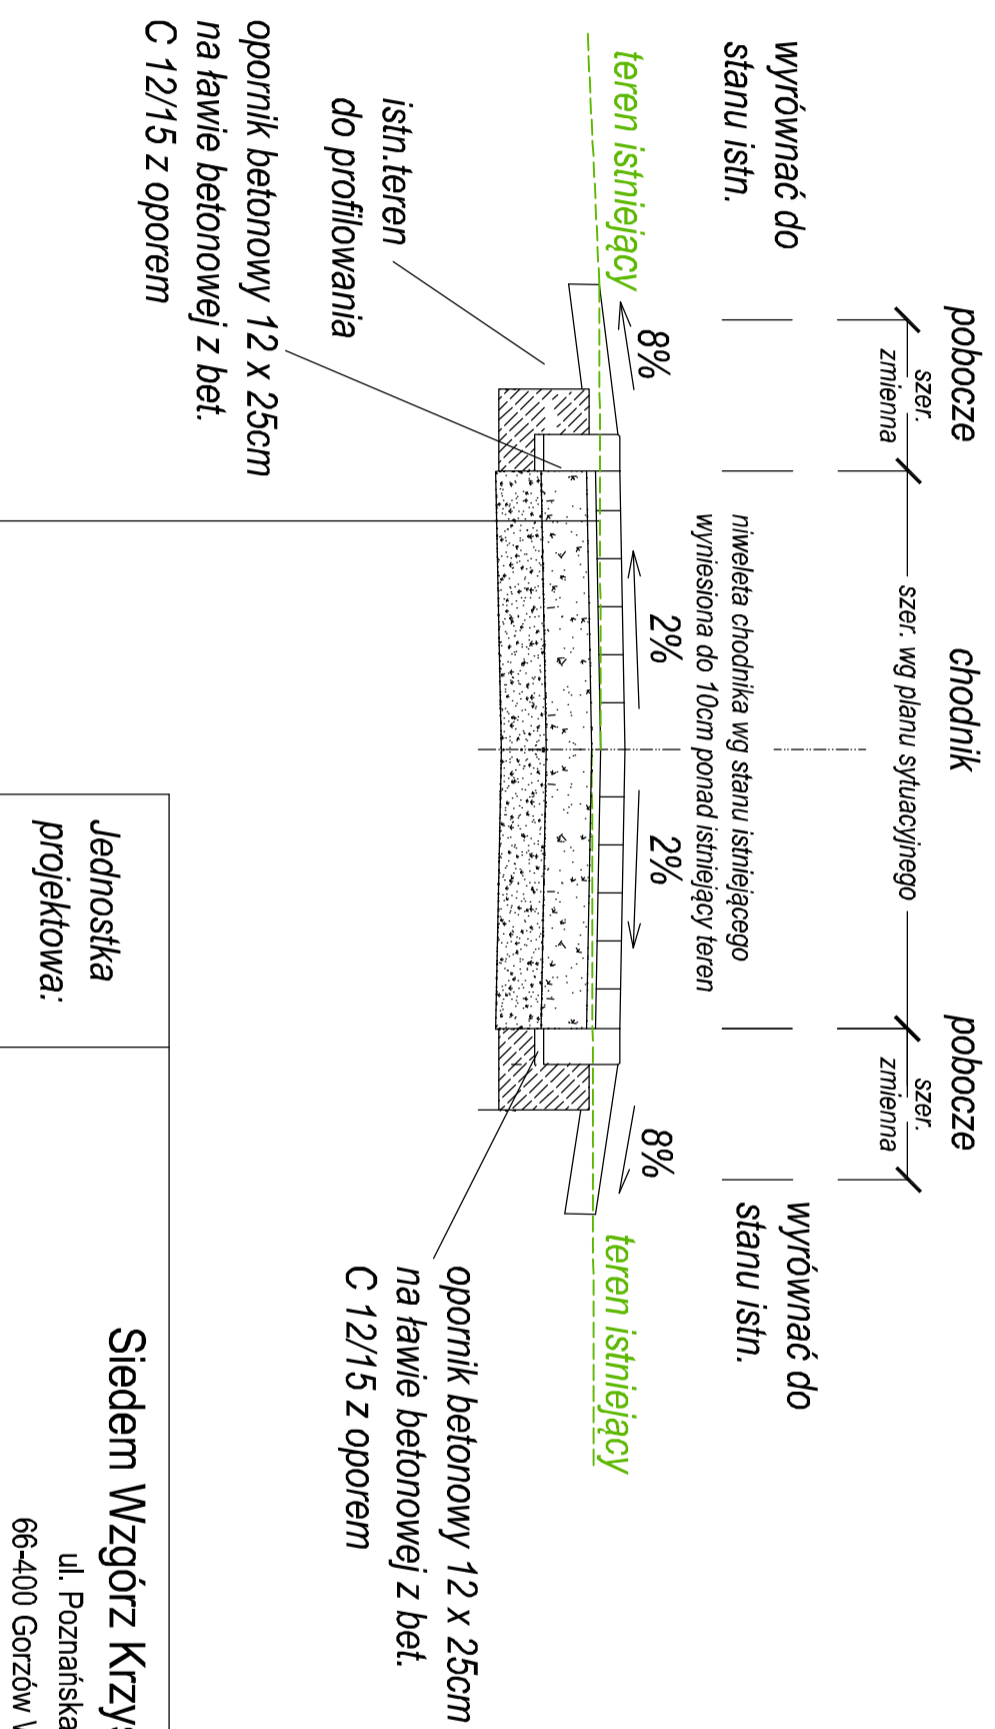 pobocze
chodnik
pobocze
szer.
zmienna
szer. wg planu sytuacyjnego
szer.
zmienna
wyrównać do
stanu istn.
niweleta chodnika wg stanu istniejącego
wyniesiona do 10cm ponad istniejący teren
wyrównać do
stanu istn.
8%
2%
2%
8%
teren istniejący
teren istniejący
istn.teren
do profilowania
opornik betonowy 12 x 25cm
na ławie betonowej z bet.
C 12/15 z oporem
opornik betonowy 12 x 25cm
na ławie betonowej z bet.
C 12/15 z oporem
Jednostka
projektowa:
Siedem Wzgórz
ul. Poznańska
66-400 Gorzów